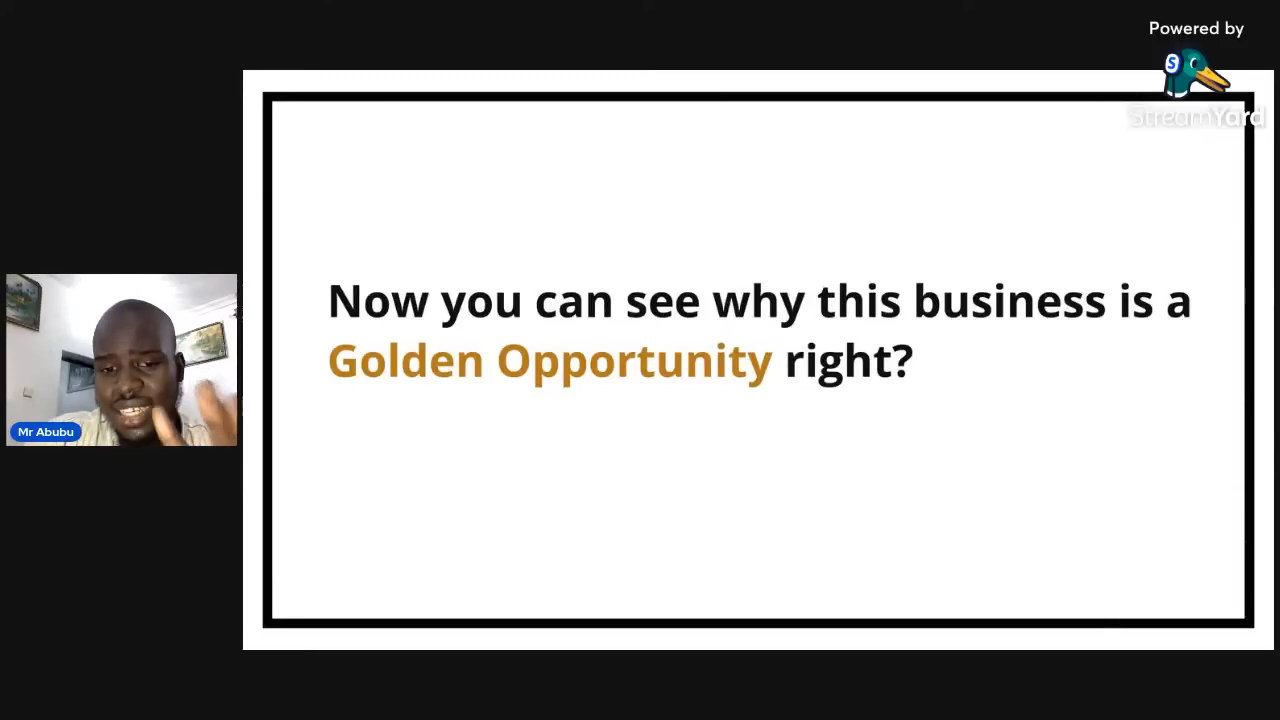 Powered by
S
StreamYard
Now you can see why this business is a
Golden Opportunity right?
Mr Abubu